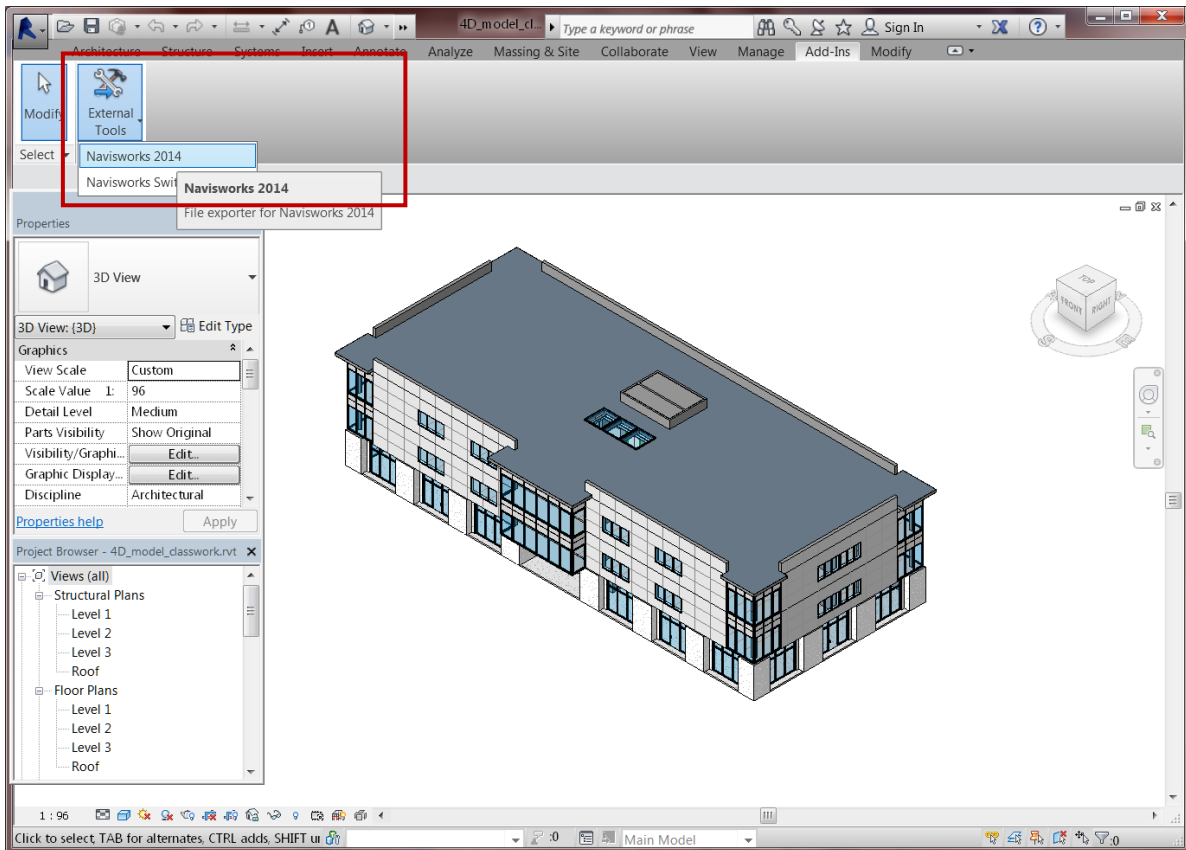 4D_model_cl... Type a keyword or phrase Sign In
Architecture Structure Systems Insert Annotate Analyze Massing & Site Collaborate View Manage Add-Ins Modify
Modify
External
Tools
Select
Navisworks 2014
Navisworks Swit
Navisworks 2014
File exporter for Navisworks 2014
Properties
3D View
3D View: {3D} Edit Type
Graphics
View Scale Custom
Scale Value 1: 96
Detail Level Medium
Parts Visibility Show Original
Visibility/Graphi... Edit...
Graphic Display... Edit...
Discipline Architectural
Properties help Apply
Project Browser - 4D_model_classwork.rvt
Views (all)
Structural Plans
Level 1
Level 2
Level 3
Roof
Floor Plans
Level 1
Level 2
Level 3
Roof
TOP
FRONT RIGHT
1 : 96
Click to select, TAB for alternates, CTRL adds, SHIFT ur :0 Main Model :0